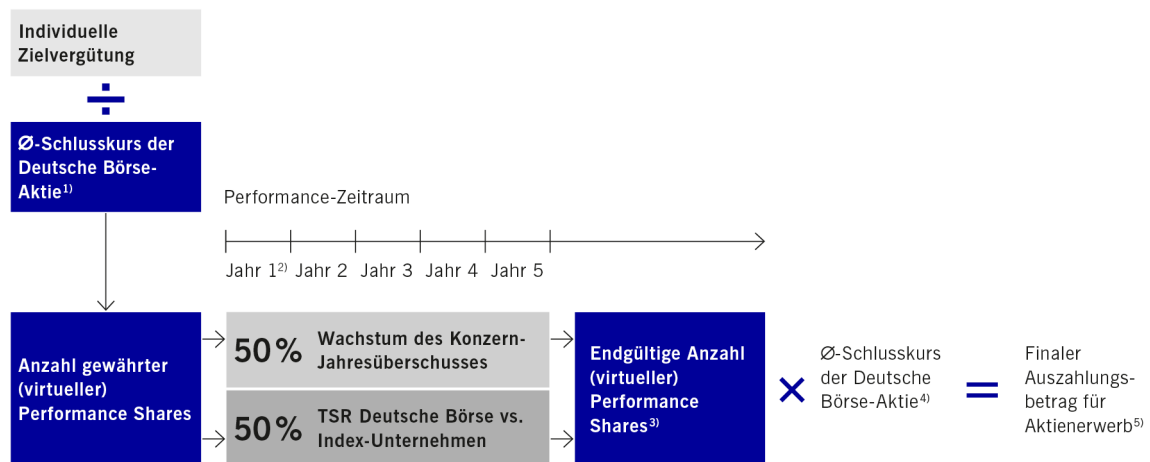 Individuelle
Zielvergütung
÷
Ø-Schlusskurs der
Deutsche Börse-
Aktie¹⁾
Performance-Zeitraum
Jahr 1²⁾ Jahr 2 Jahr 3 Jahr 4 Jahr 5
Anzahl gewährter
(virtueller)
Performance Shares
50 % Wachstum des Konzern-
Jahresüberschusses
50 % TSR Deutsche Börse vs.
Index-Unternehmen
Endgültige Anzahl
(virtueller)
Performance
Shares³⁾
×
Ø-Schlusskurs
der Deutsche
Börse-Aktie⁴⁾
=
Finaler
Auszahlungs-
betrag für
Aktienerwerb⁵⁾